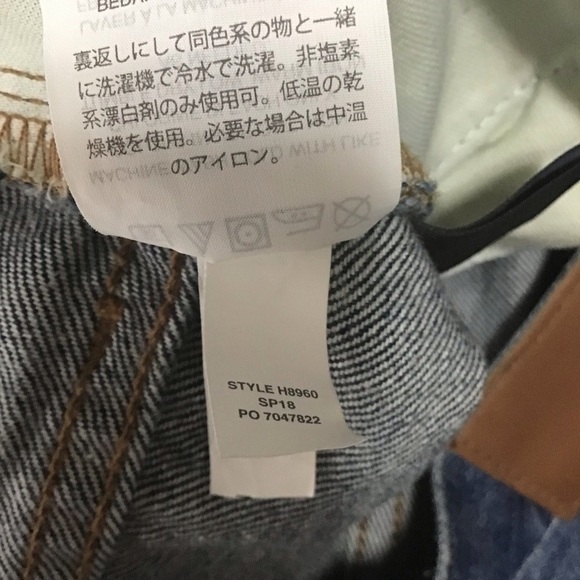 BEDA
裏返しにして同色系の物と一緒
に洗濯機で冷水で洗濯。非塩素
系漂白剤のみ使用可。低温の乾
燥機を使用。必要な場合は中温
のアイロン。
STYLE H8960
SP18
PO 7047822